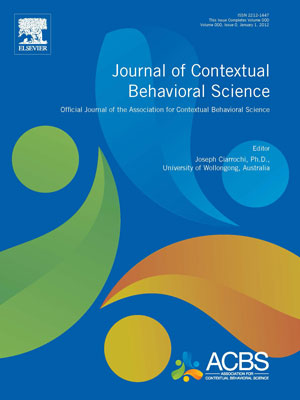 ISSN 2212-1447
This Issue Completes Volume 000
Volume 000, Issue 0, January 1, 2012
ELSEVIER
Journal of Contextual
Behavioral Science
Official Journal of the Association for Contextual Behavioral Science
Editor
Joseph Ciarrochi, Ph.D.,
University of Wollongong, Australia
ACBS
ASSOCIATION FOR
CONTEXTUAL BEHAVIORAL SCIENCE